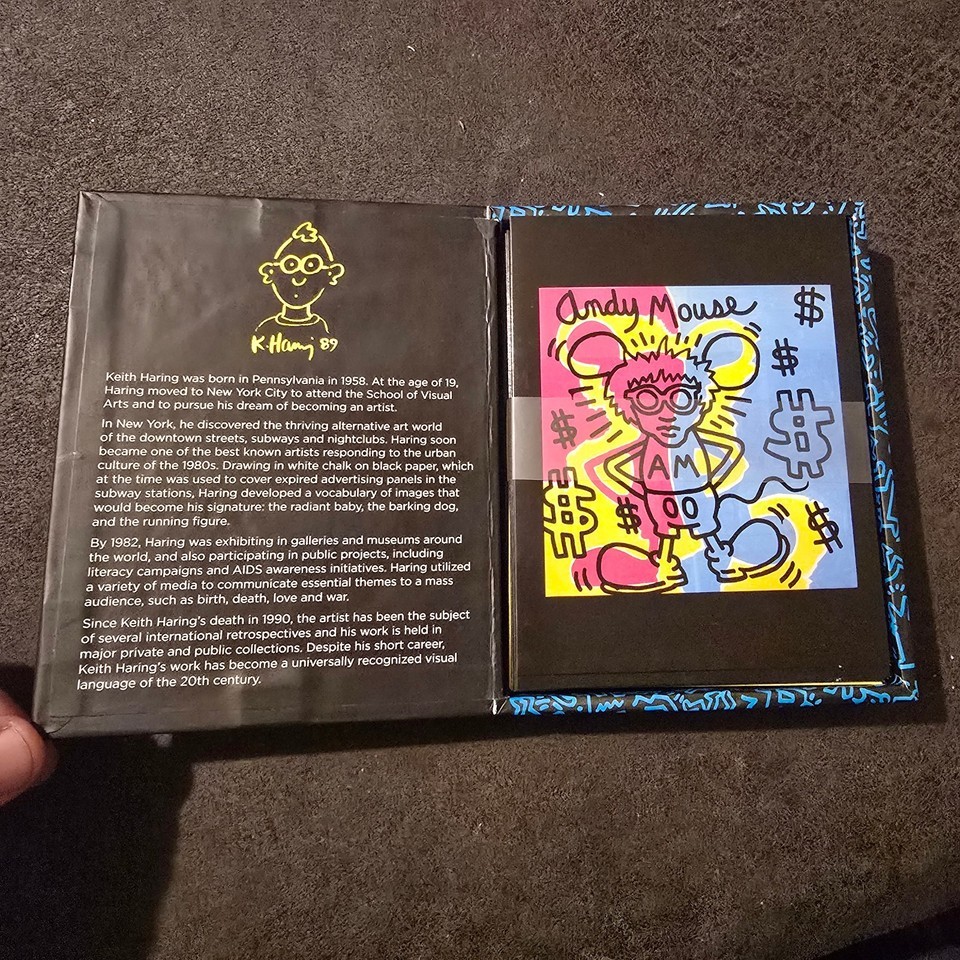 K. Haring 89
Keith Haring was born in Pennsylvania in 1958. At the age of 19,
Haring moved to New York City to attend the School of Visual
Arts and to pursue his dream of becoming an artist.
In New York, he discovered the thriving alternative art world
of the downtown streets, subways and nightclubs. Haring soon
became one of the best known artists responding to the urban
culture of the 1980s. Drawing in white chalk on black paper, which
at the time was used to cover expired advertising panels in the
subway stations, Haring developed a vocabulary of images that
would become his signature: the radiant baby, the barking dog,
and the running figure.
By 1982, Haring was exhibiting in galleries and museums around
the world, and also participating in public projects, including
literacy campaigns and AIDS awareness initiatives. Haring utilized
a variety of media to communicate essential themes to a mass
audience, such as birth, death, love and war.
Since Keith Haring's death in 1990, the artist has been the subject
of several international retrospectives and his work is held in
major private and public collections. Despite his short career,
Keith Haring's work has become a universally recognized visual
language of the 20th century.
Andy Mouse
$
$
$
$
AM
$
$
$